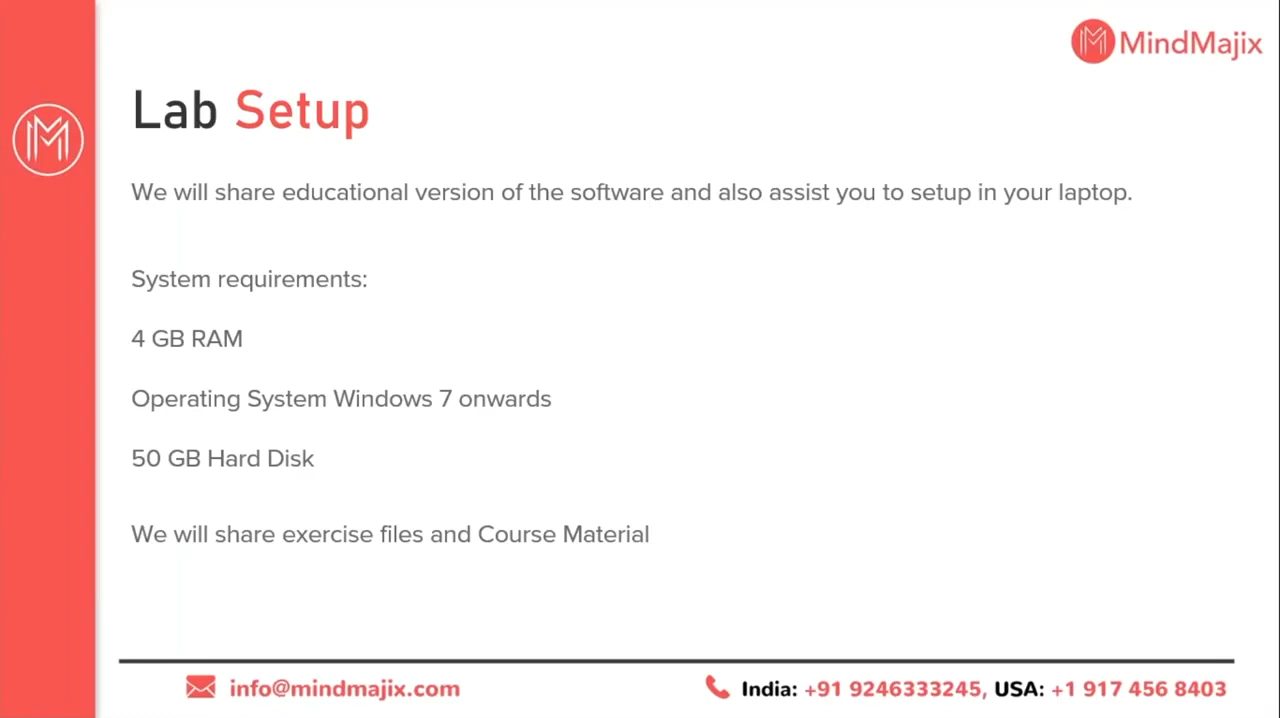 MindMajix
Lab Setup
We will share educational version of the software and also assist you to setup in your laptop.
System requirements:
4 GB RAM
Operating System Windows 7 onwards
50 GB Hard Disk
We will share exercise files and Course Material
info@mindmajix.com
India: +91 9246333245, USA: +1 917 456 8403